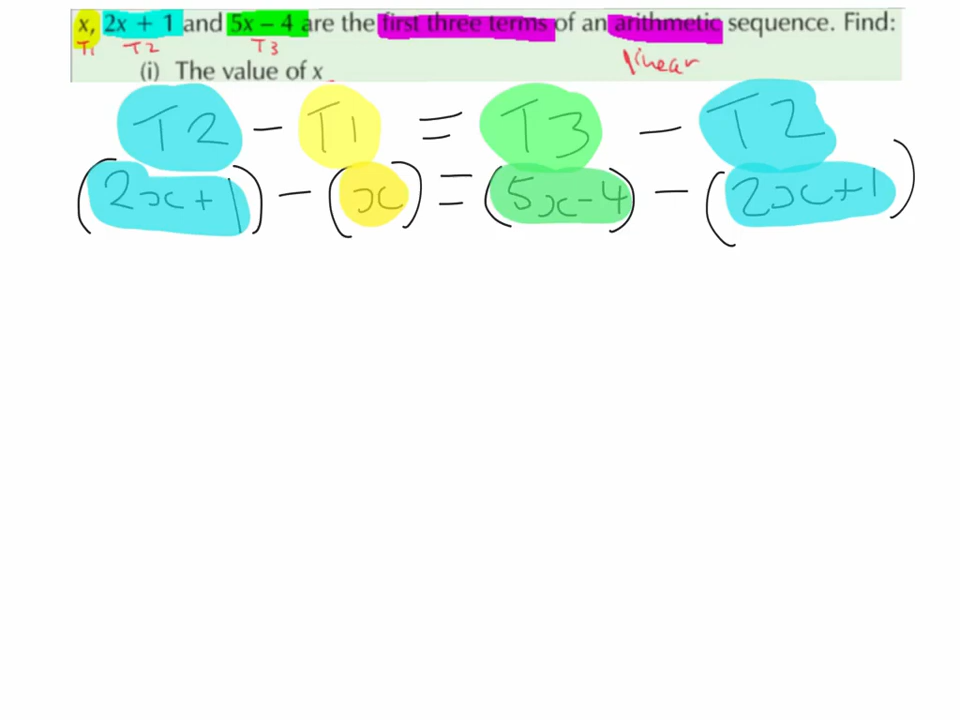 x, 2x + 1 and 5x – 4 are the first three terms of an arithmetic sequence. Find:
T1 T2 T3 linear
(i) The value of x
T2 - T1 = T3 - T2
(2x+1) - (x) = (5x-4) - (2x+1)